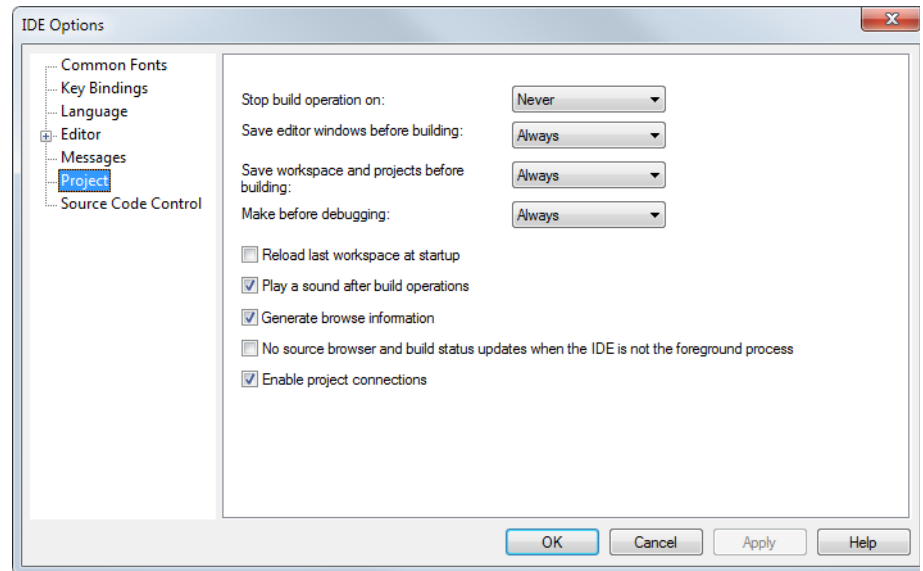 IDE Options
Common Fonts
Key Bindings
Language
Editor
Messages
Project
Source Code Control
Stop build operation on: Never
Save editor windows before building: Always
Save workspace and projects before
building: Always
Make before debugging: Always
Reload last workspace at startup
Play a sound after build operations
Generate browse information
No source browser and build status updates when the IDE is not the foreground process
Enable project connections
OK Cancel Apply Help